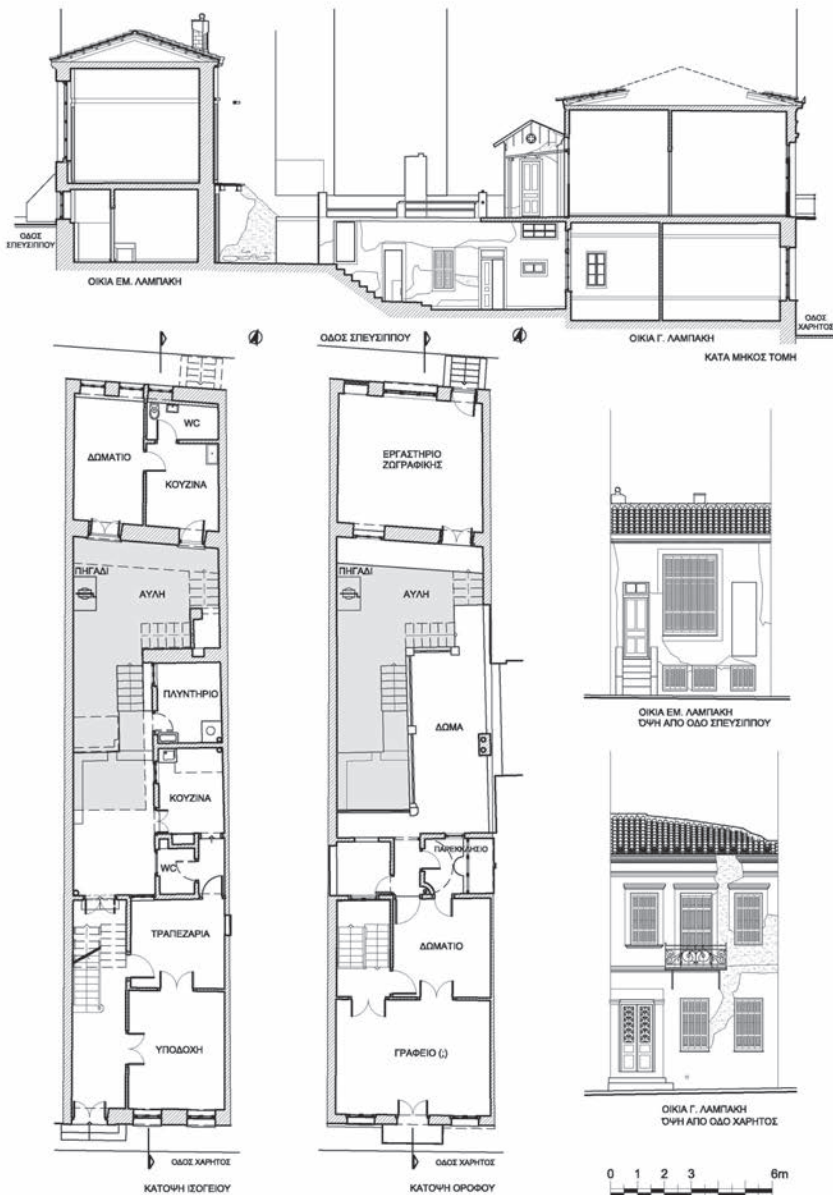 ΟΔΟΣ
ΣΠΕΥΣΙΠΠΟΥ
ΟΙΚΙΑ ΕΜ. ΛΑΜΠΑΚΗ
ΟΙΚΙΑ Γ. ΛΑΜΠΑΚΗ
ΟΔΟΣ
ΧΑΡΗΤΟΣ
ΚΑΤΑ ΜΗΚΟΣ ΤΟΜΗ
ΟΔΟΣ ΣΠΕΥΣΙΠΠΟΥ
ΔΩΜΑΤΙΟ
WC
ΚΟΥΖΙΝΑ
ΠΗΓΑΔΙ
ΑΥΛΗ
ΠΛΥΝΤΗΡΙΟ
ΚΟΥΖΙΝΑ
WC
ΤΡΑΠΕΖΑΡΙΑ
ΥΠΟΔΟΧΗ
ΟΔΟΣ ΧΑΡΗΤΟΣ
ΚΑΤΟΨΗ ΙΣΟΓΕΙΟΥ
ΕΡΓΑΣΤΗΡΙΟ
ΖΩΓΡΑΦΙΚΗΣ
ΠΗΓΑΔΙ
ΑΥΛΗ
ΔΩΜΑ
ΠΑΡΕΚΚΛΗΣΙΟ
ΔΩΜΑΤΙΟ
ΓΡΑΦΕΙΟ (;)
ΟΔΟΣ ΧΑΡΗΤΟΣ
ΚΑΤΟΨΗ ΟΡΟΦΟΥ
ΟΙΚΙΑ ΕΜ. ΛΑΜΠΑΚΗ
ΌΨΗ ΑΠΟ ΟΔΟ ΣΠΕΥΣΙΠΠΟΥ
ΟΙΚΙΑ Γ. ΛΑΜΠΑΚΗ
ΌΨΗ ΑΠΟ ΟΔΟ ΧΑΡΗΤΟΣ
0 1 2 3 6m